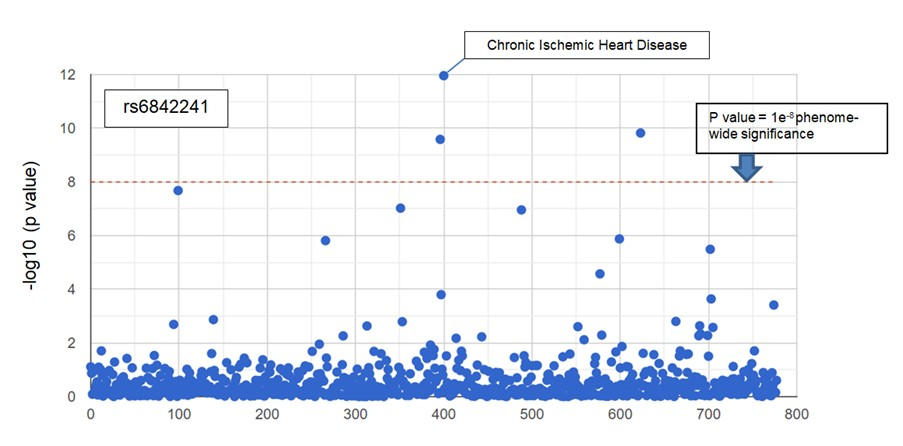 Chronic Ischemic Heart Disease
rs6842241
P value = 1e-8 phenome-
wide significance
-log10 (p value)
12
10
8
6
4
2
0
0 100 200 300 400 500 600 700 800